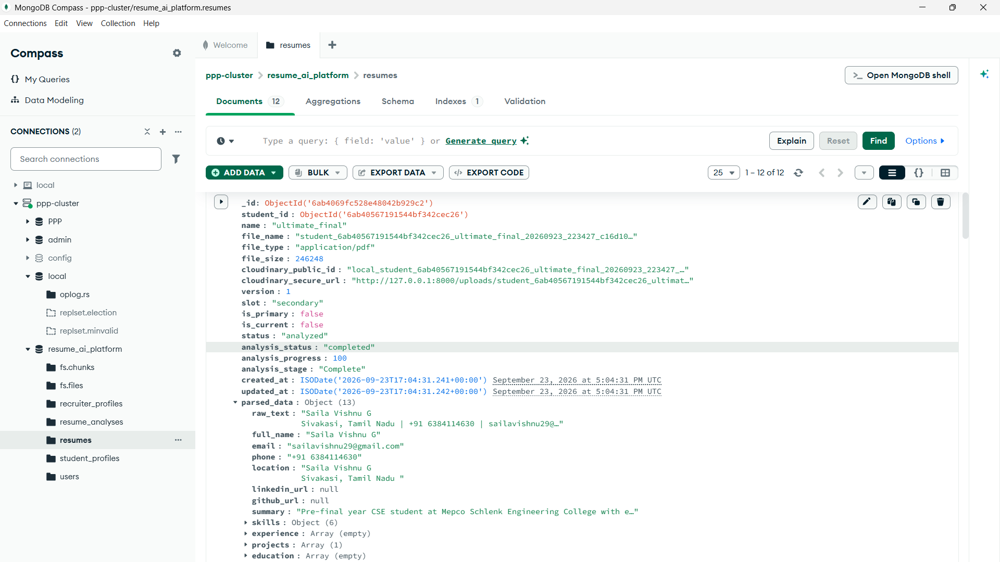 MongoDB Compass - ppp-cluster/resume_ai_platform.resumes
Connections Edit View Collection Help
Compass
My Queries
Data Modeling
CONNECTIONS (2)
Search connections
local
ppp-cluster
PPP
admin
config
local
oplog.rs
replset.election
replset.minvalid
resume_ai_platform
fs.chunks
fs.files
recruiter_profiles
resume_analyses
resumes
student_profiles
users
Welcome
resumes
ppp-cluster > resume_ai_platform > resumes
>_ Open MongoDB shell
Documents 12 Aggregations Schema Indexes 1 Validation
Type a query: { field: 'value' } or Generate query
Explain Reset Find Options
ADD DATA BULK EXPORT DATA </> EXPORT CODE
25 1 – 12 of 12 {}
_id: ObjectId('6ab4069fc528e48042b929c2')
student_id : ObjectId('6ab40567191544bf342cec26')
name : "ultimate_final"
file_name : "student_6ab40567191544bf342cec26_ultimate_final_20260923_223427_c16d10…"
file_type : "application/pdf"
file_size : 246248
cloudinary_public_id : "local_student_6ab40567191544bf342cec26_ultimate_final_20260923_223427_…"
cloudinary_secure_url : "http://127.0.0.1:8000/uploads/student_6ab40567191544bf342cec26_ultimat…"
version : 1
slot : "secondary"
is_primary : false
is_current : false
status : "analyzed"
analysis_status : "completed"
analysis_progress : 100
analysis_stage : "Complete"
created_at : ISODate('2026-09-23T17:04:31.241+00:00') September 23, 2026 at 5:04:31 PM UTC
updated_at : ISODate('2026-09-23T17:04:31.242+00:00') September 23, 2026 at 5:04:31 PM UTC
parsed_data : Object (13)
raw_text : "Saila Vishnu G
Sivakasi, Tamil Nadu | +91 6384114630 | sailavishnu29@…"
full_name : "Saila Vishnu G"
email : "sailavishnu29@gmail.com"
phone : "+91 6384114630"
location : "Saila Vishnu G
Sivakasi, Tamil Nadu "
linkedin_url : null
github_url : null
summary : "Pre-final year CSE student at Mepco Schlenk Engineering College with e…"
skills : Object (6)
experience : Array (empty)
projects : Array (1)
education : Array (empty)